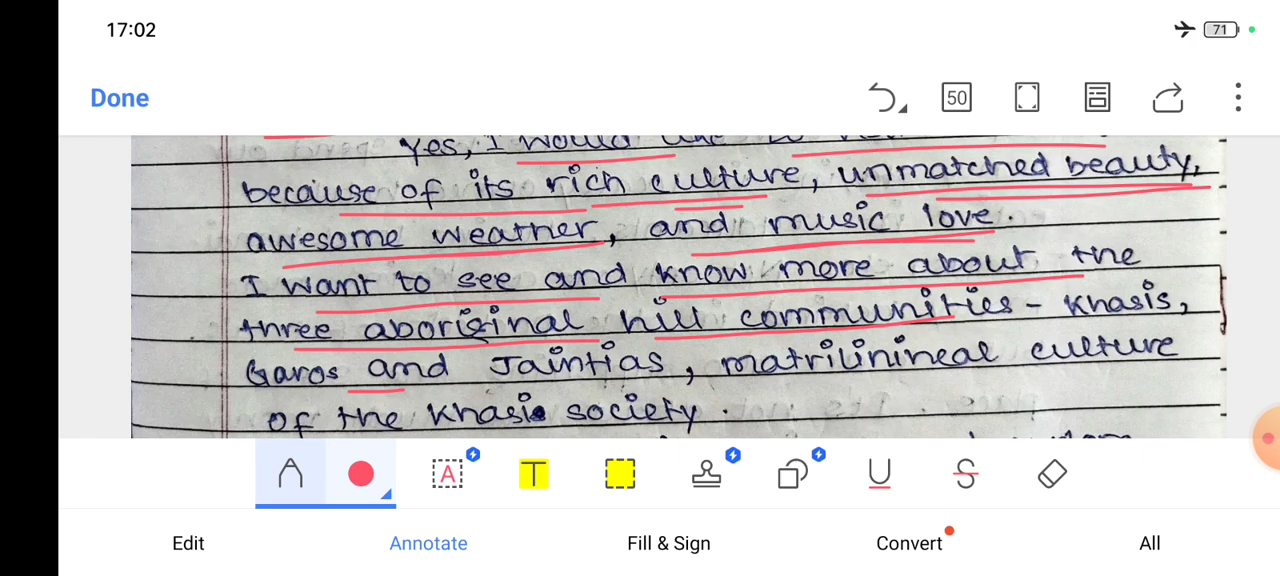 17:02
71
Done
50
Yes, I would
because of its rich culture, unmatched beauty,
awesome weather, and music love.
I want to see and know more about the
three aboriginal hill communities - Khasis,
Garos and Jaintias, matrilinineal culture
of the Khasis society.
A
T
U
S
Edit
Annotate
Fill & Sign
Convert
All